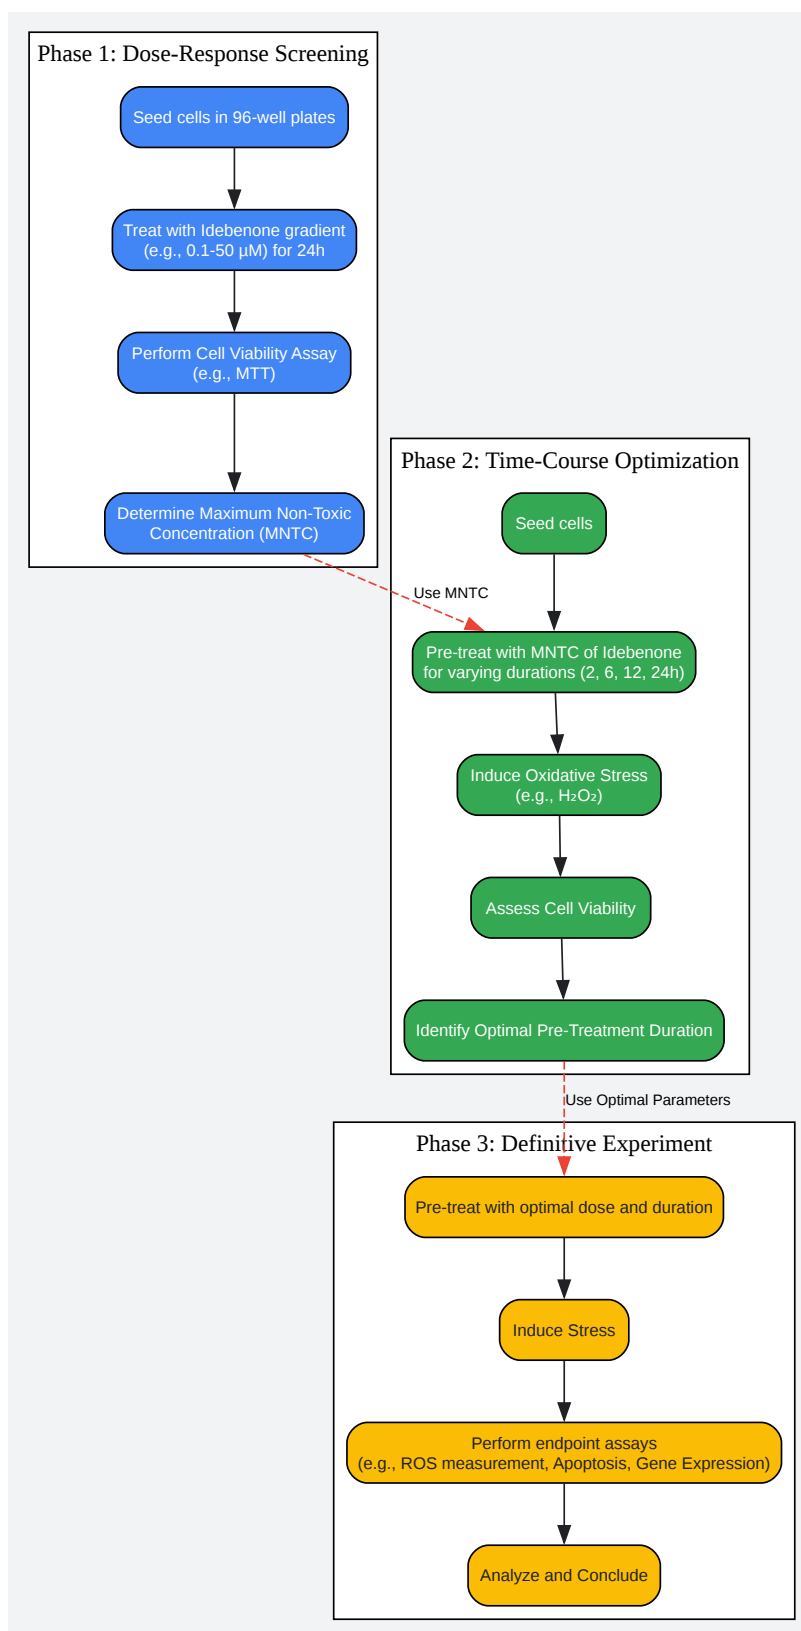 Phase 1: Dose-Response Screening
Seed cells in 96-well plates
Treat with Idebenone gradient
(e.g., 0.1-50 µM) for 24h
Perform Cell Viability Assay
(e.g., MTT)
Determine Maximum Non-Toxic
Concentration (MNTC)
Phase 2: Time-Course Optimization
Seed cells
Use MNTC
Pre-treat with MNTC of Idebenone
for varying durations (2, 6, 12, 24h)
Induce Oxidative Stress
(e.g., H₂O₂)
Assess Cell Viability
Identify Optimal Pre-Treatment Duration
Use Optimal Parameters
Phase 3: Definitive Experiment
Pre-treat with optimal dose and duration
Induce Stress
Perform endpoint assays
(e.g., ROS measurement, Apoptosis, Gene Expression)
Analyze and Conclude